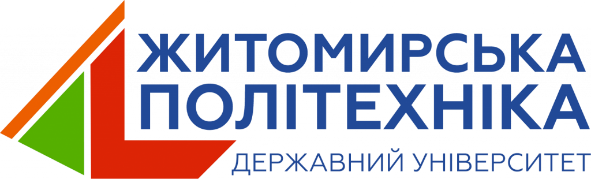 ЖИТОМИРСЬКА
ПОЛІТЕХНІКА
ДЕРЖАВНИЙ УНІВЕРСИТЕТ